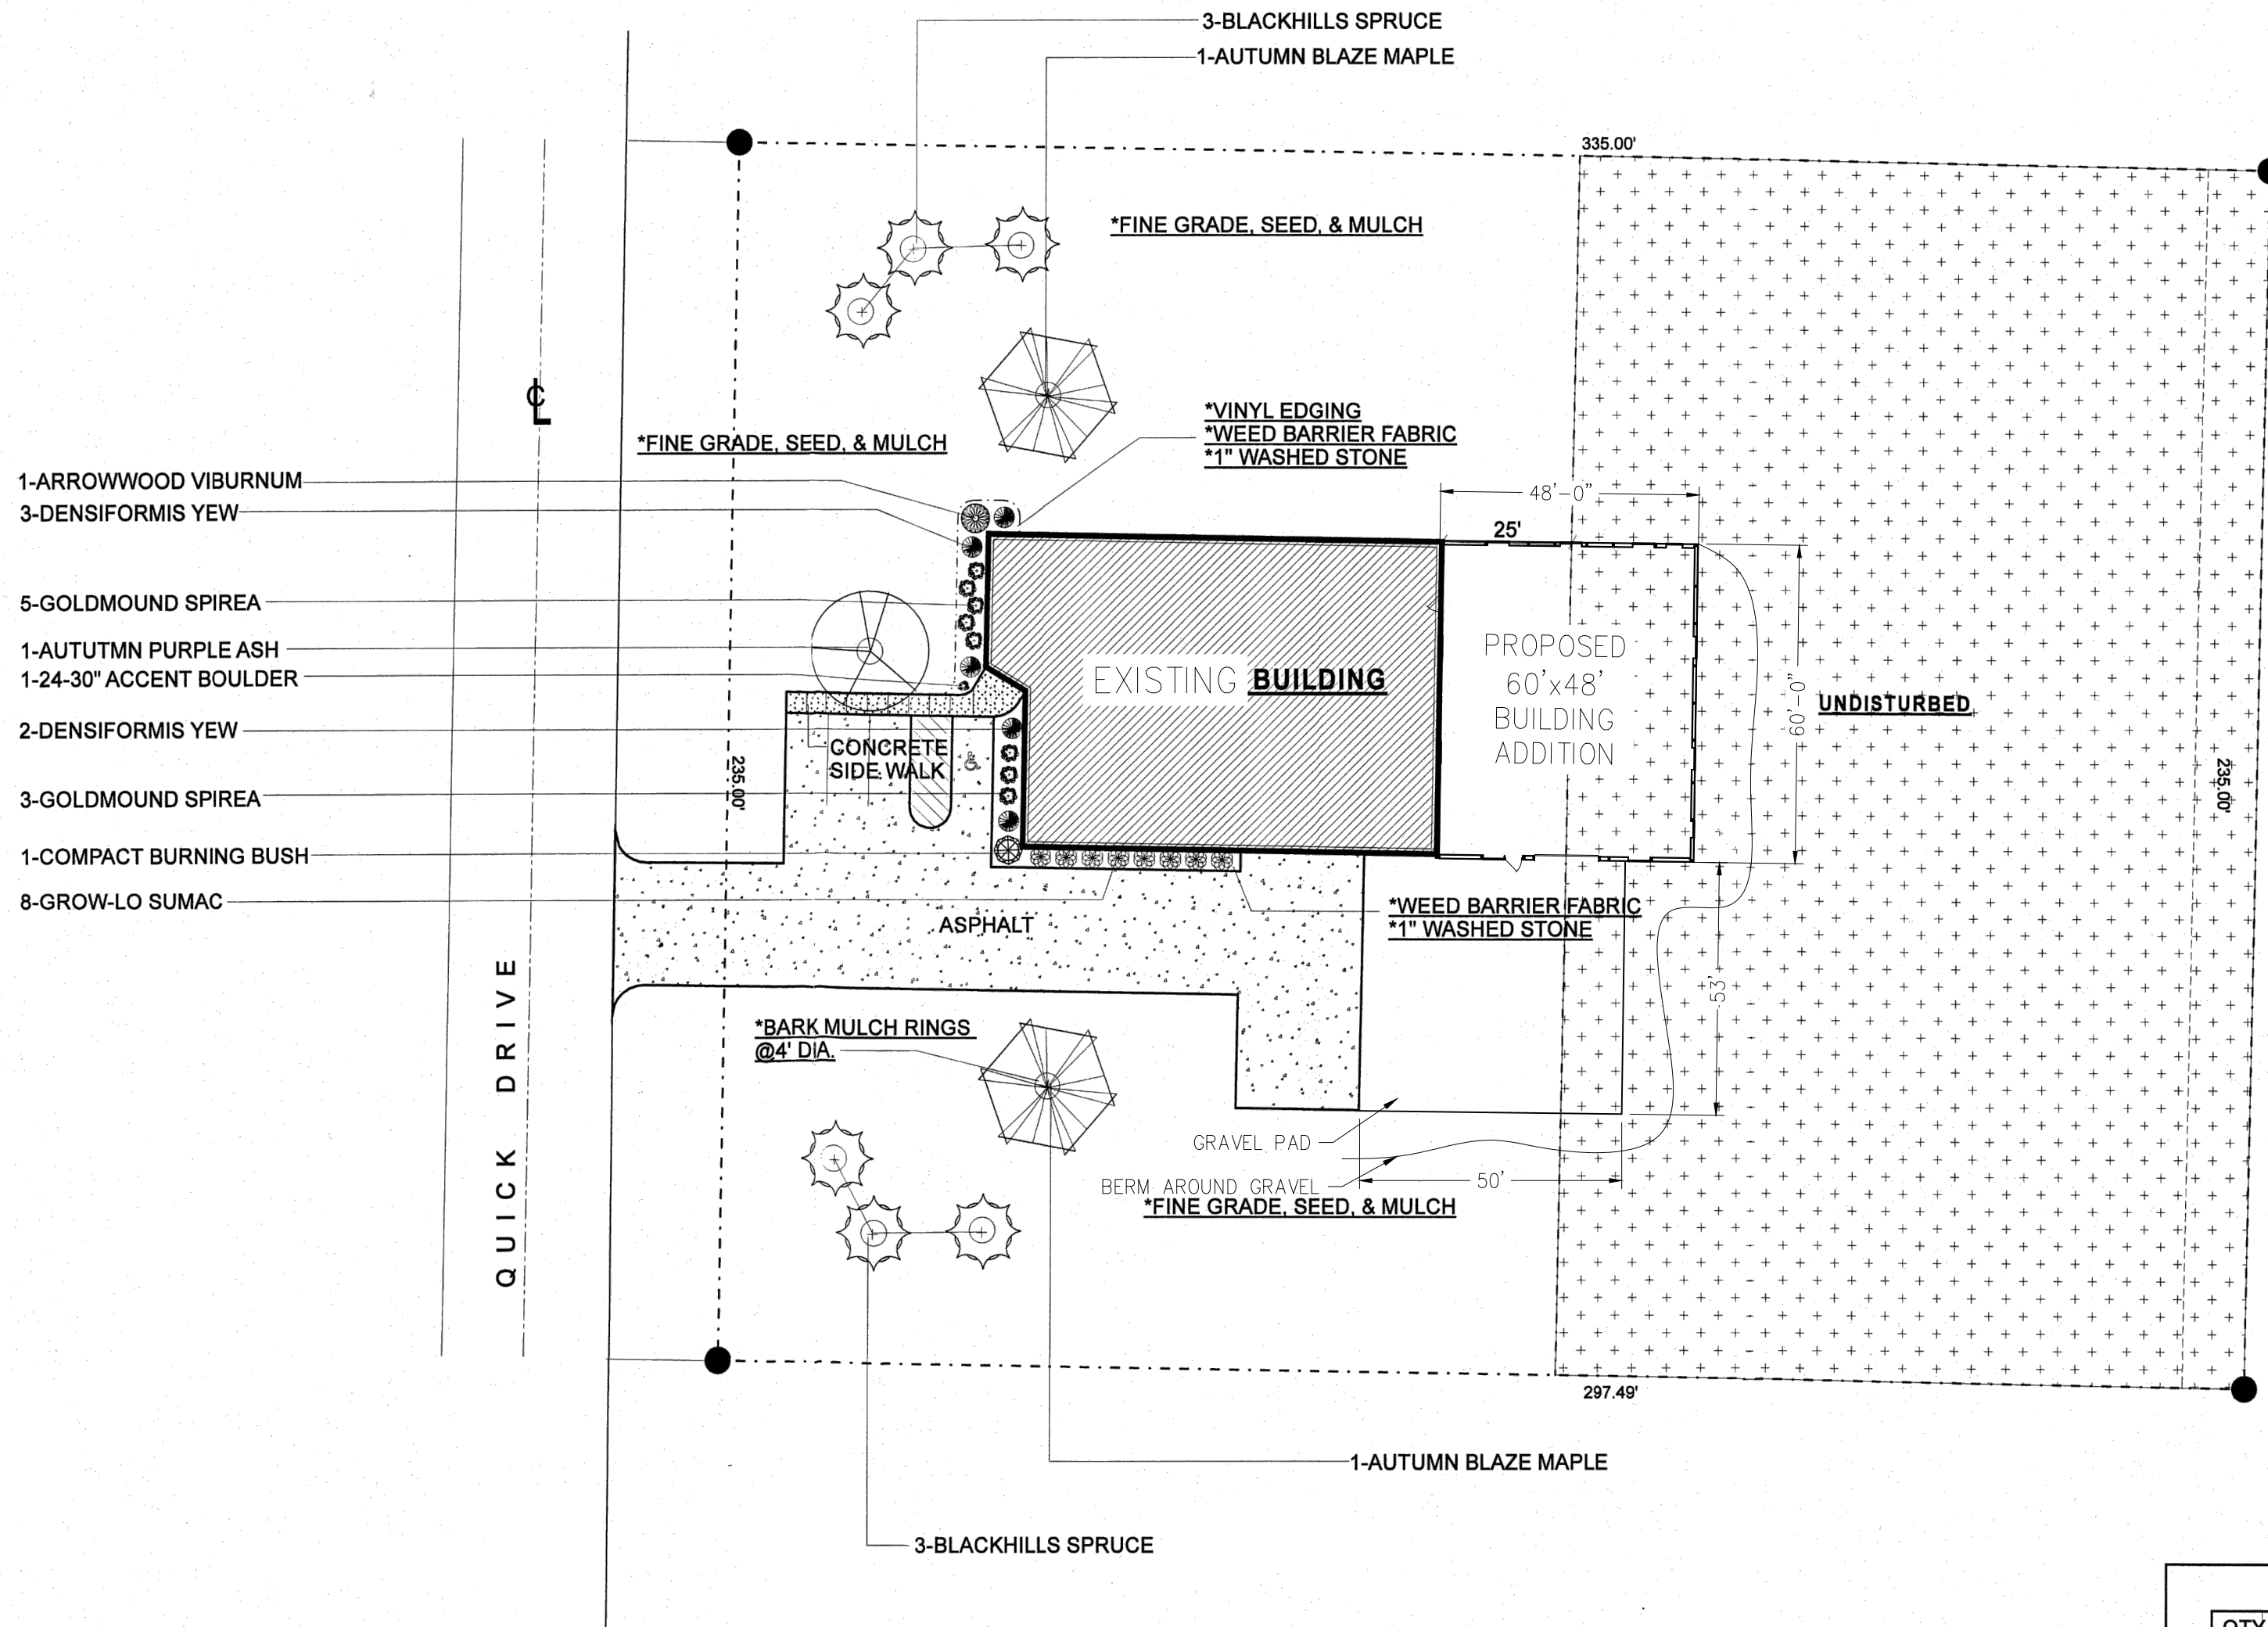 3-BLACKHILLS SPRUCE
1-AUTUMN BLAZE MAPLE
335.00'
*FINE GRADE, SEED, & MULCH
*VINYL EDGING
*WEED BARRIER FABRIC
*1" WASHED STONE
*FINE GRADE, SEED, & MULCH
1-ARROWWOOD VIBURNUM
3-DENSIFORMIS YEW
48'-0"
25'
5-GOLDMOUND SPIREA
1-AUTUTMN PURPLE ASH
1-24-30" ACCENT BOULDER
2-DENSIFORMIS YEW
3-GOLDMOUND SPIREA
1-COMPACT BURNING BUSH
8-GROW-LO SUMAC
EXISTING BUILDING
PROPOSED
60'x48'
BUILDING
ADDITION
60'-0"
UNDISTURBED
235.00'
235.00'
CONCRETE
SIDE WALK
ASPHALT
*WEED BARRIER FABRIC
*1" WASHED STONE
53'
QUICK DRIVE
*BARK MULCH RINGS
@4' DIA.
GRAVEL PAD
BERM AROUND GRAVEL
50'
*FINE GRADE, SEED, & MULCH
297.49'
1-AUTUMN BLAZE MAPLE
3-BLACKHILLS SPRUCE
QTY